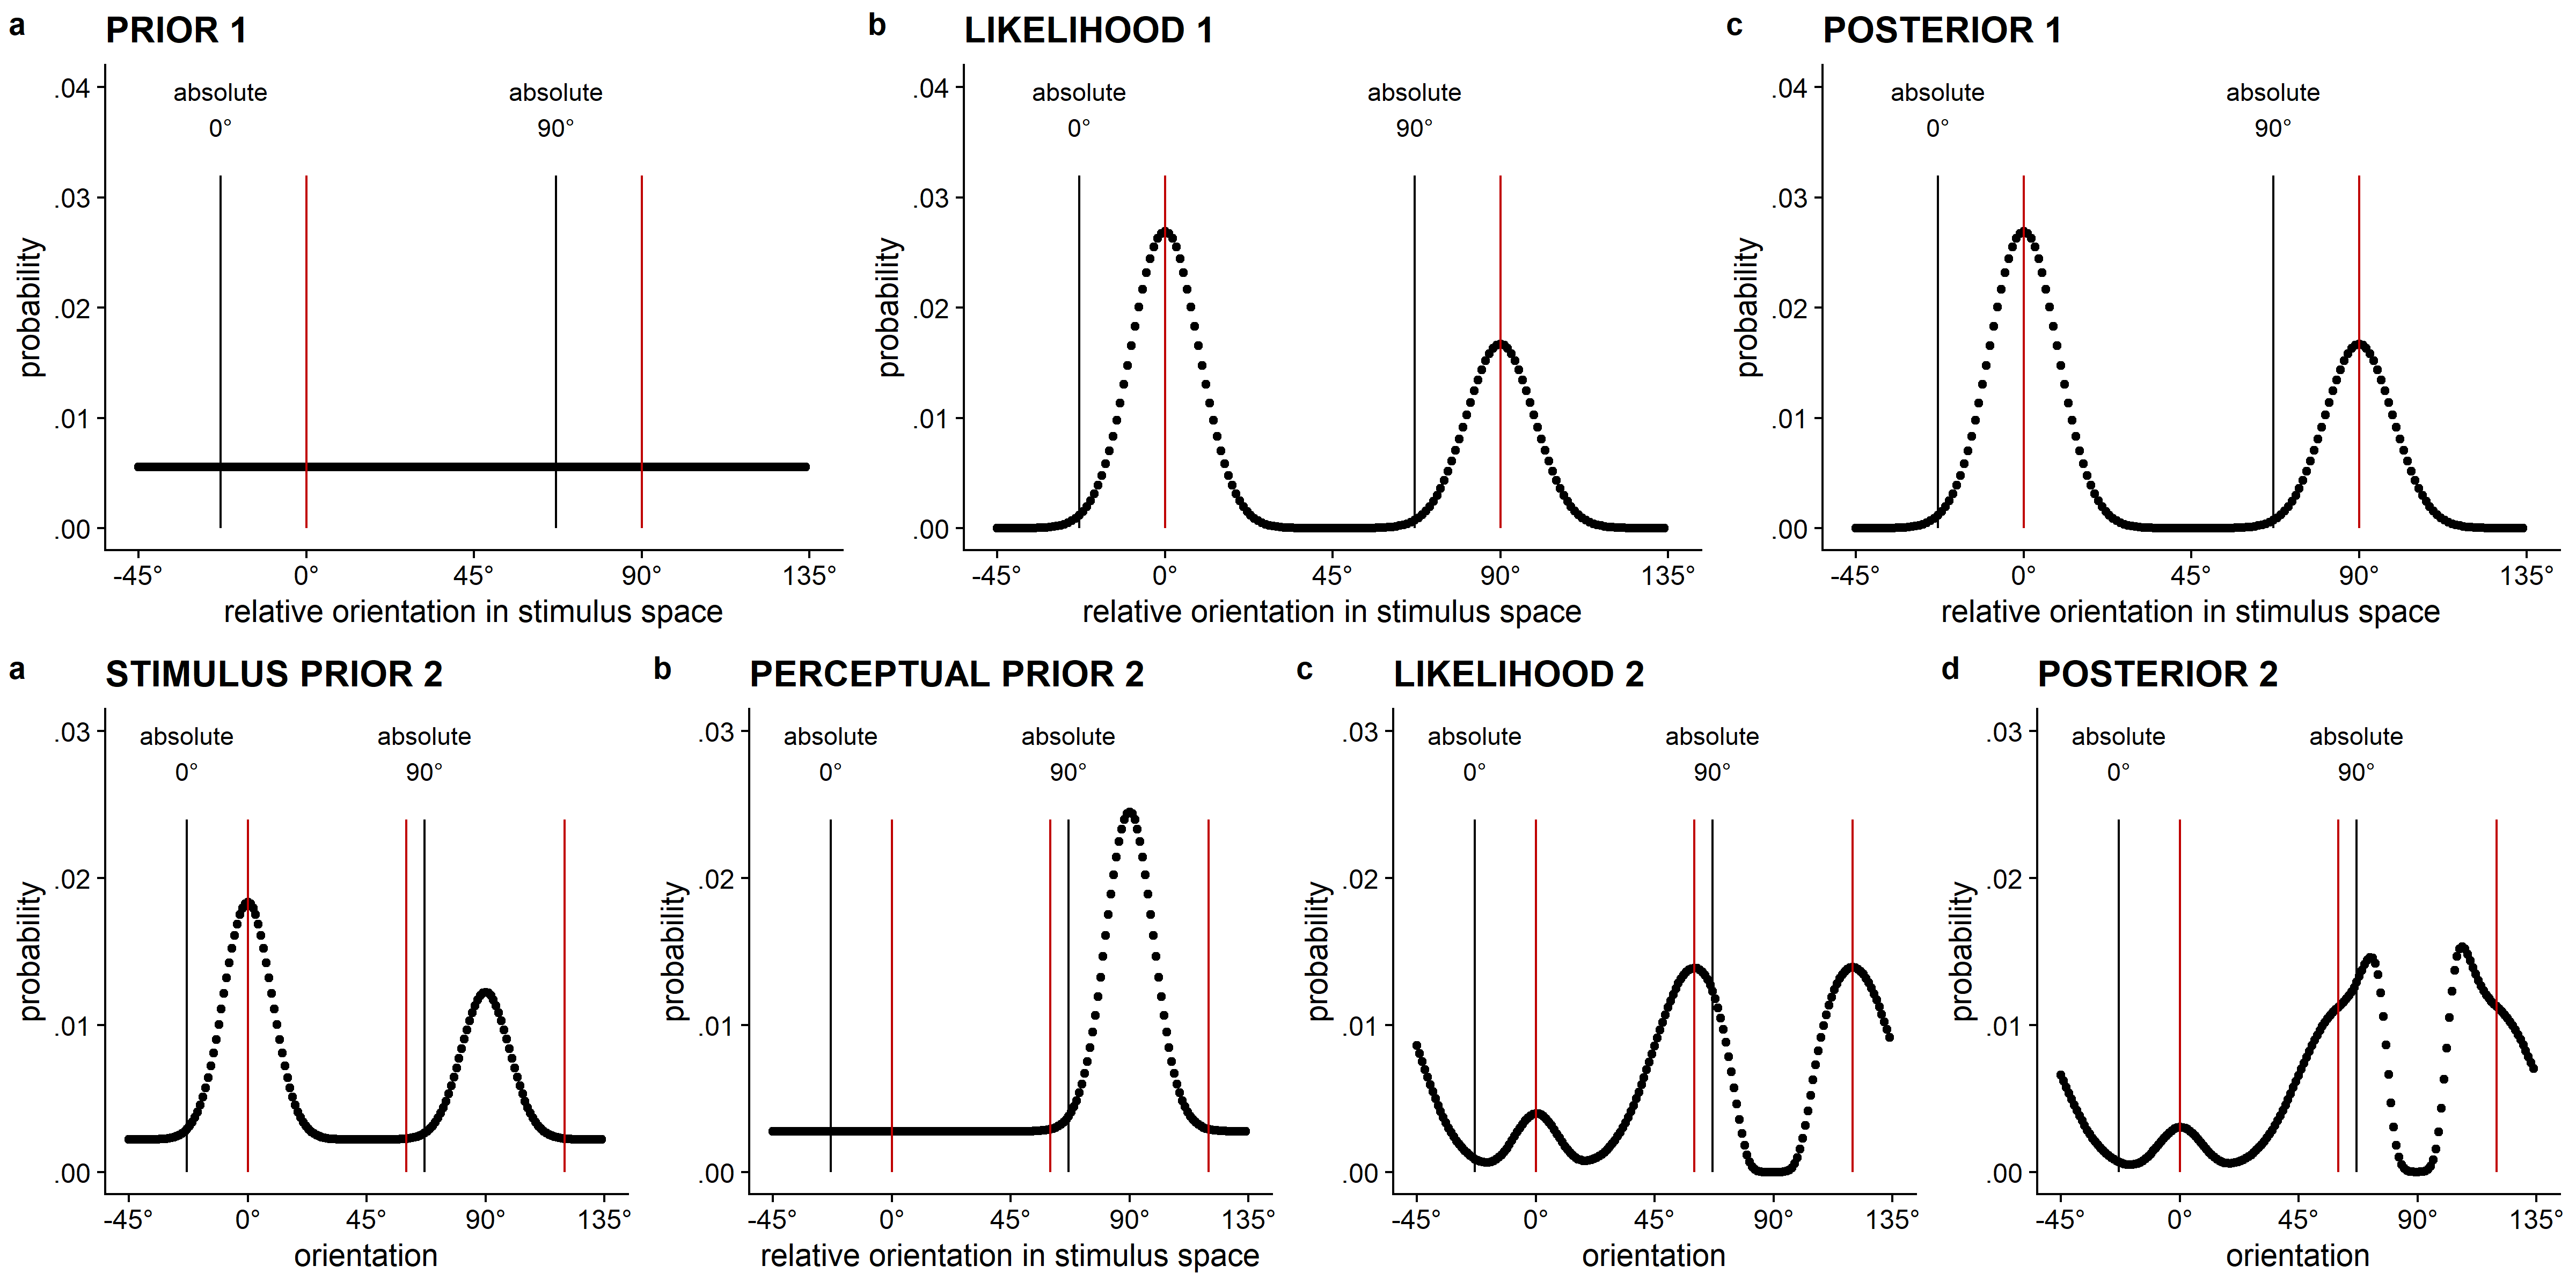 a PRIOR 1
absolute 0°
absolute 90°
.04
.03
.02
.01
.00
probability
-45° 0° 45° 90° 135°
relative orientation in stimulus space
b LIKELIHOOD 1
absolute 0°
absolute 90°
.04
.03
.02
.01
.00
probability
-45° 0° 45° 90° 135°
relative orientation in stimulus space
c POSTERIOR 1
absolute 0°
absolute 90°
.04
.03
.02
.01
.00
probability
-45° 0° 45° 90° 135°
relative orientation in stimulus space
a STIMULUS PRIOR 2
absolute 0°
absolute 90°
.03
.02
.01
.00
probability
-45° 0° 45° 90° 135°
orientation
b PERCEPTUAL PRIOR 2
absolute 0°
absolute 90°
.03
.02
.01
.00
probability
-45° 0° 45° 90° 135°
relative orientation in stimulus space
c LIKELIHOOD 2
absolute 0°
absolute 90°
.03
.02
.01
.00
probability
-45° 0° 45° 90° 135°
orientation
d POSTERIOR 2
absolute 0°
absolute 90°
.03
.02
.01
.00
probability
-45° 0° 45° 90° 135°
orientation